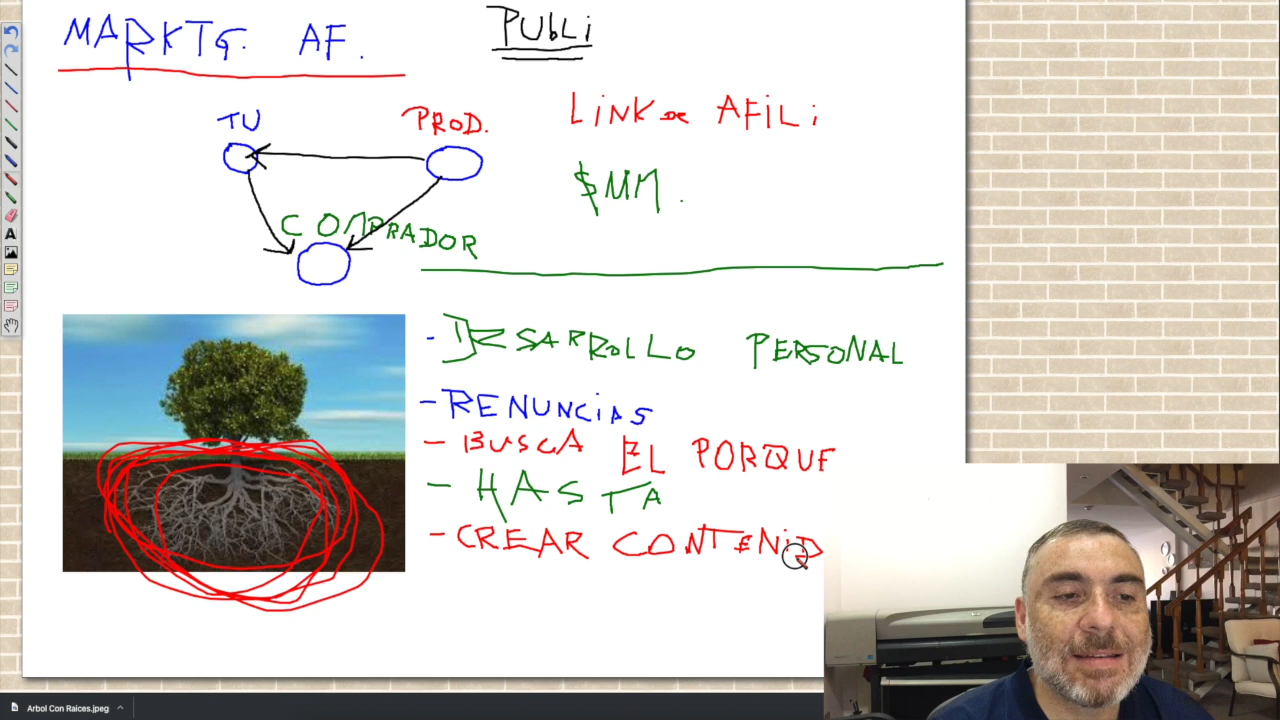 MARKTG. AF.
PUBLi
TU
PROD.
LiNK DE AFiLi
$MM.
COMPRADOR
- DESARROLLO PERSONAL
- RENUNCiAS
- BUSCA EL PORQUE
- HASTA
- CREAR CONTENiD
A
Arbol Con Raices.jpeg